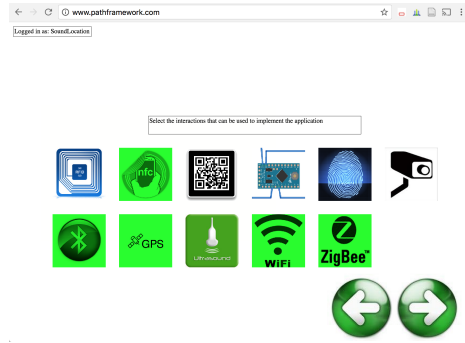 www.pathframework.com
Logged in as: SoundLocation
Select the interactions that can be used to implement the application
nfc
GPS
Ultrasound
WiFi
ZigBee™